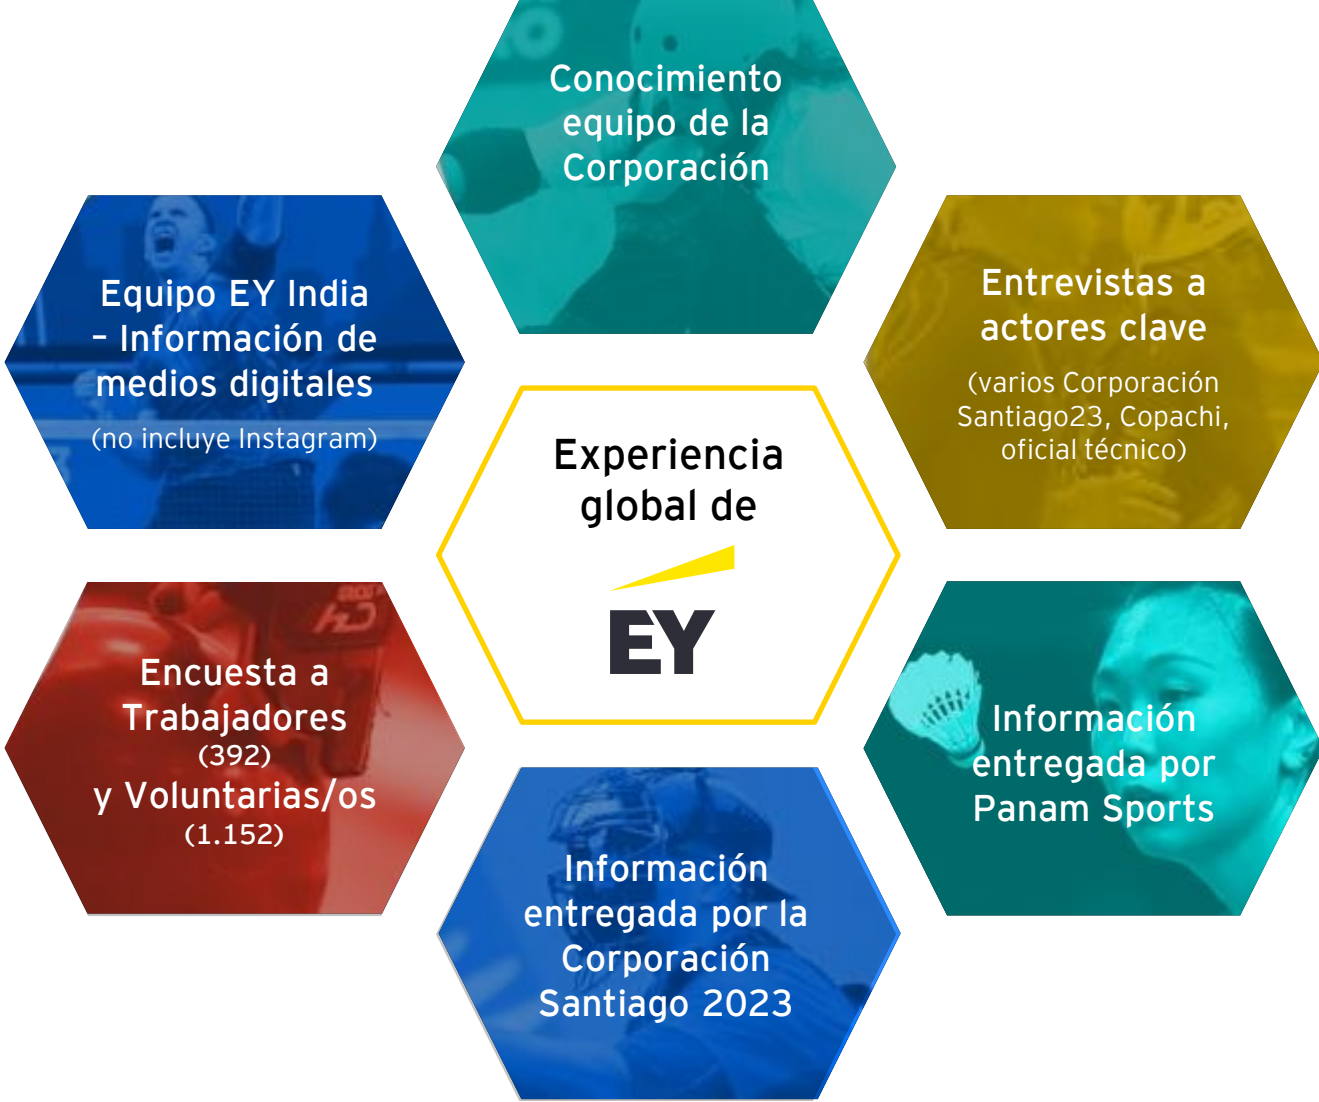 Conocimiento
equipo de la
Corporación
Equipo EY India
– Información de
medios digitales
(no incluye Instagram)
Entrevistas a
actores clave
(varios Corporación
Santiago23, Copachi,
oficial técnico)
Experiencia
global de
EY
Encuesta a
Trabajadores
(392)
y Voluntarias/os
(1.152)
Información
entregada por
Panam Sports
Información
entregada por la
Corporación
Santiago 2023